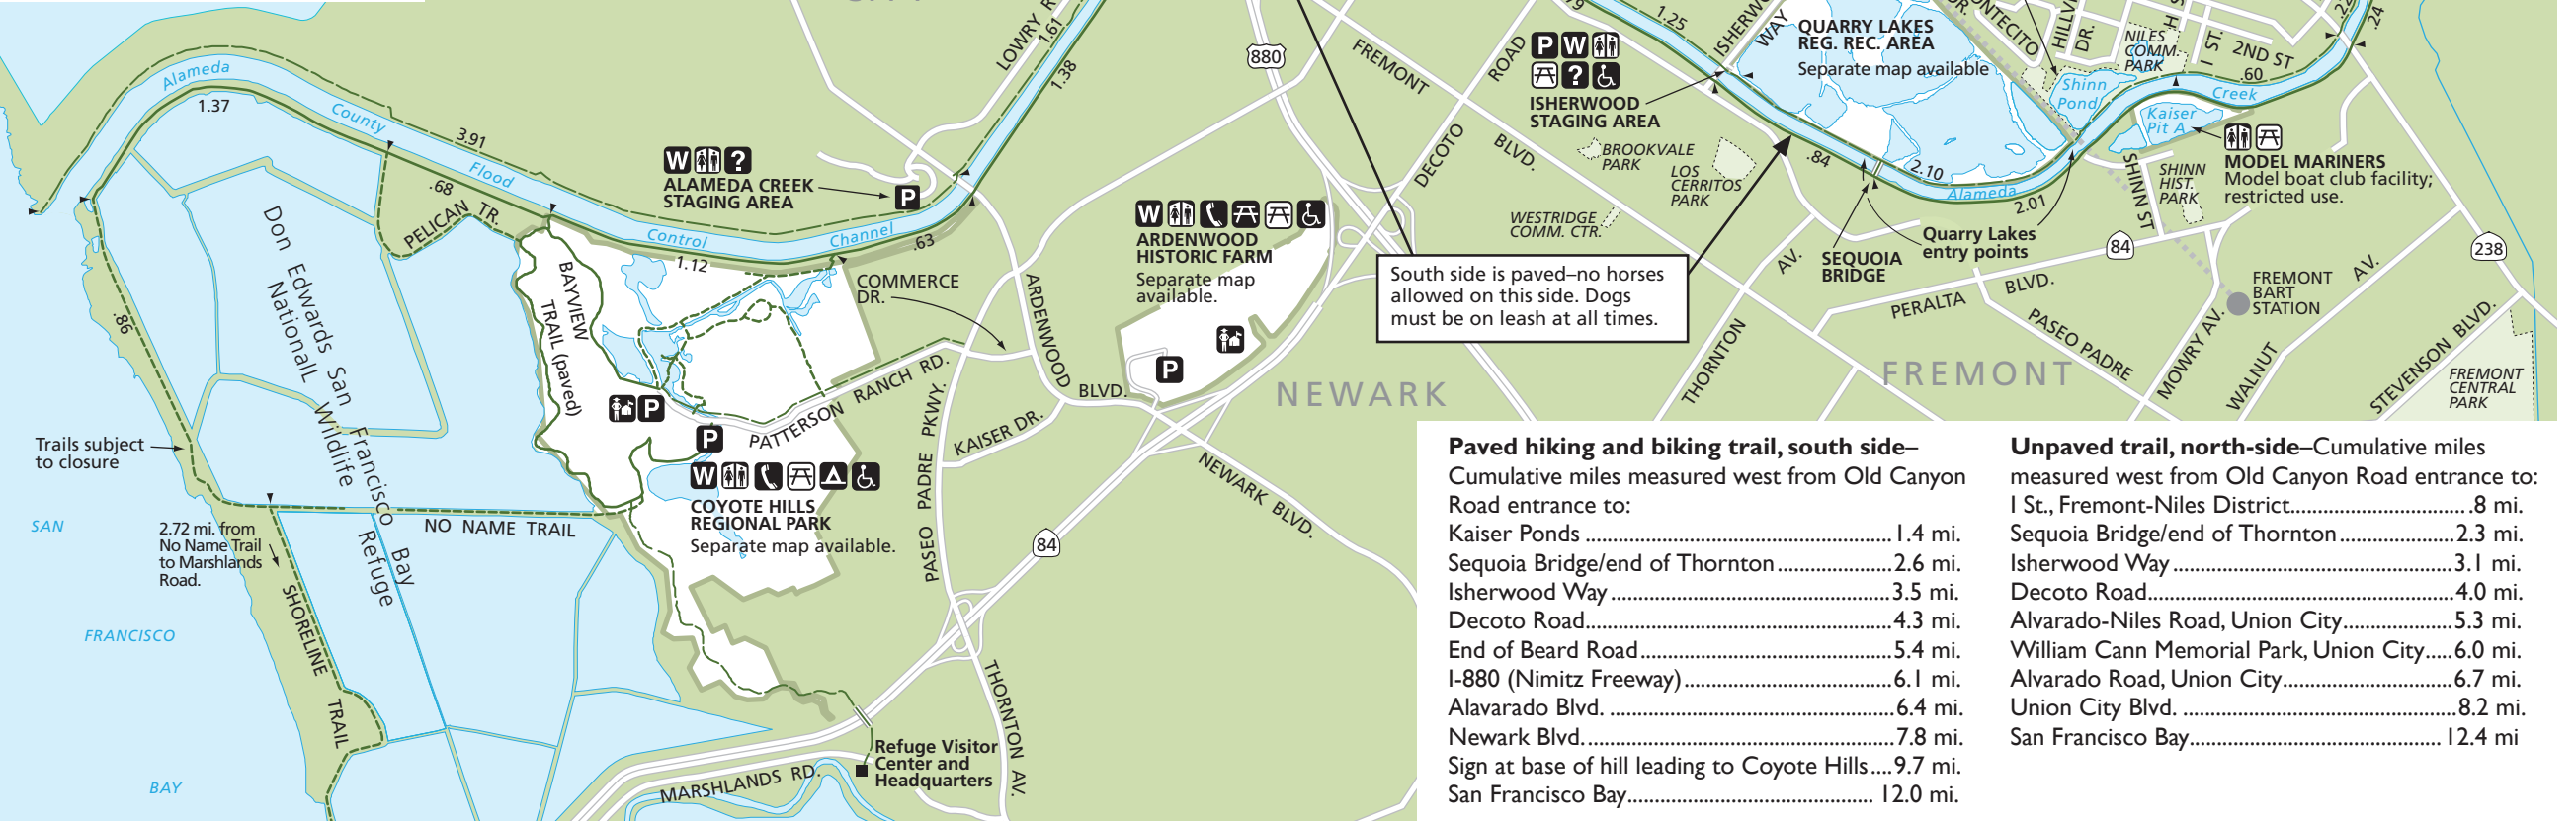 LOWRY R
1.61
1.38
880
FREMONT
BLVD.
DECOTO
ROAD
79
1.25
ISHERWO
WAY
QUARRY LAKES
REG. REC. AREA
Separate map available
ONTECITO
DR.
HILLV
DR.
NILES
COMM.
PARK
H S
I ST.
2ND ST
.60
.22
.24
Alameda
1.37
County
3.91
Flood
.68
PELICAN TR.
Control
1.12
Channel
.63
W ?
ALAMEDA CREEK
STAGING AREA
P
COMMERCE
DR.
P W
?
ISHERWOOD
STAGING AREA
BROOKVALE
PARK
LOS
CERRITOS
PARK
WESTRIDGE
COMM. CTR.
.84
2.10
Alameda
2.01
Creek
Shinn
Pond
Kaiser
Pit A
MODEL MARINERS
Model boat club facility;
restricted use.
SHINN ST
SHINN
HIST.
PARK
SEQUOIA
BRIDGE
Quarry Lakes
entry points
84
238
FREMONT
BART
STATION
PERALTA BLVD.
PASEO PADRE
MOWRY AV.
WALNUT AV.
STEVENSON BLVD.
THORNTON AV.
FREMONT
FREMONT
CENTRAL
PARK
W
ARDENWOOD
HISTORIC FARM
Separate map
available.
P
South side is paved–no horses
allowed on this side. Dogs
must be on leash at all times.
NEWARK
ARDENWOOD BLVD.
KAISER DR.
NEWARK BLVD.
PASEO PADRE PKWY.
PATTERSON RANCH RD.
BAYVIEW
TRAIL (paved)
P
P
W
COYOTE HILLS
REGIONAL PARK
Separate map available.
84
Don Edwards San Francisco Bay
NationalL Wildlife Refuge
.86
Trails subject
to closure
NO NAME TRAIL
2.72 mi. from
No Name Trail
to Marshlands
Road.
SHORELINE TRAIL
SAN
FRANCISCO
BAY
MARSHLANDS RD.
Refuge Visitor
Center and
Headquarters
THORNTON AV.
Paved hiking and biking trail, south side–
Cumulative miles measured west from Old Canyon
Road entrance to:
Kaiser Ponds ..... 1.4 mi.
Sequoia Bridge/end of Thornton ..... 2.6 mi.
Isherwood Way ..... 3.5 mi.
Decoto Road ..... 4.3 mi.
End of Beard Road ..... 5.4 mi.
I-880 (Nimitz Freeway) ..... 6.1 mi.
Alavarado Blvd. ..... 6.4 mi.
Newark Blvd. ..... 7.8 mi.
Sign at base of hill leading to Coyote Hills ....9.7 mi.
San Francisco Bay ..... 12.0 mi.
Unpaved trail, north-side–Cumulative miles
measured west from Old Canyon Road entrance to:
I St., Fremont-Niles District ..... .8 mi.
Sequoia Bridge/end of Thornton ..... 2.3 mi.
Isherwood Way ..... 3.1 mi.
Decoto Road ..... 4.0 mi.
Alvarado-Niles Road, Union City ..... 5.3 mi.
William Cann Memorial Park, Union City ..... 6.0 mi.
Alvarado Road, Union City ..... 6.7 mi.
Union City Blvd. ..... 8.2 mi.
San Francisco Bay ..... 12.4 mi